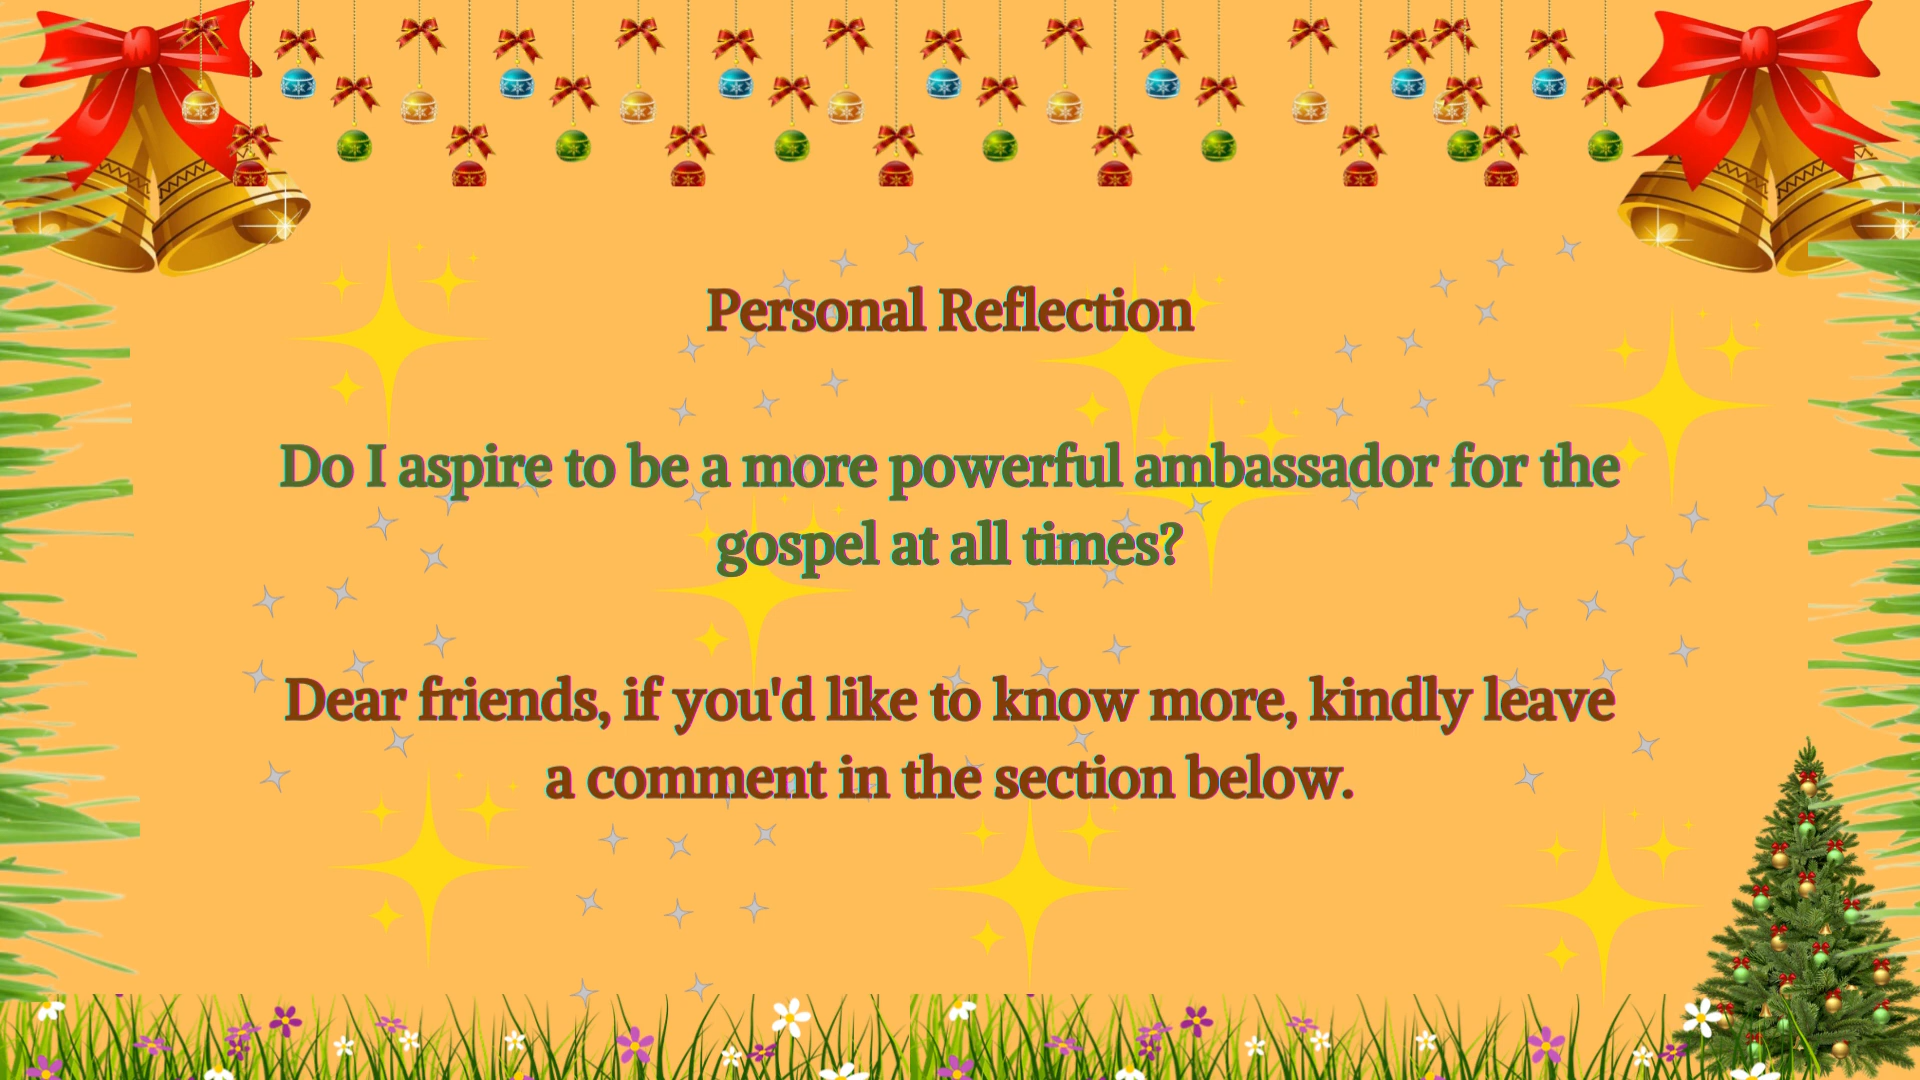 Personal Reflection
Do I aspire to be a more powerful ambassador for the
gospel at all times?
Dear friends, if you'd like to know more, kindly leave
a comment in the section below.